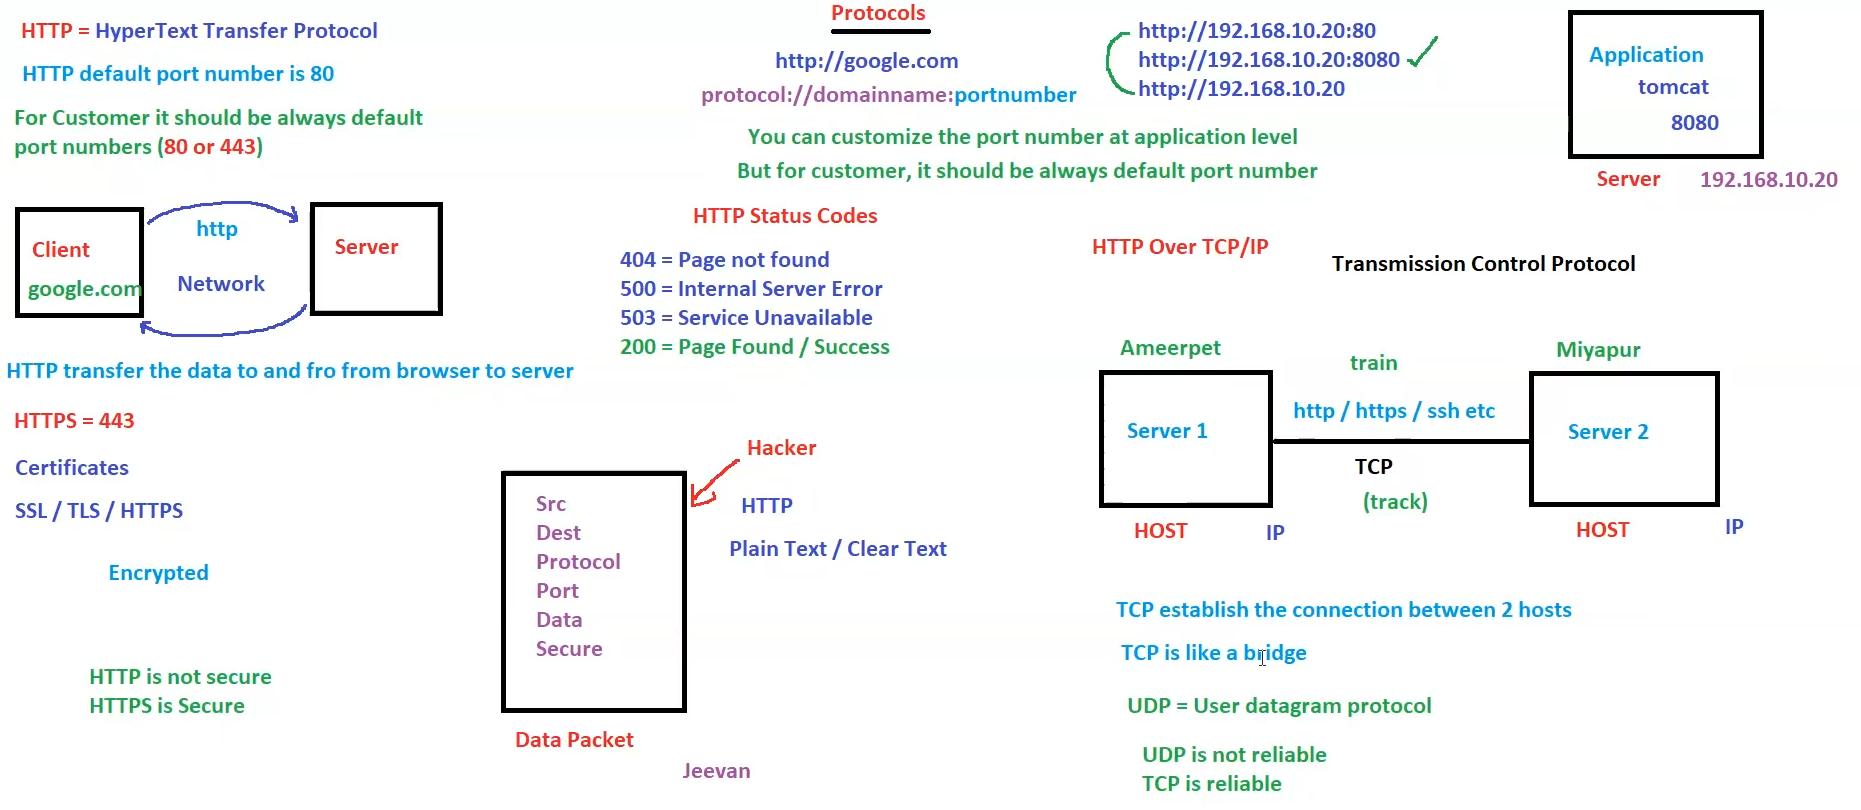 Protocols
HTTP = HyperText Transfer Protocol
HTTP default port number is 80
For Customer it should be always default
port numbers (80 or 443)
http://google.com
protocol://domainname:portnumber
http://192.168.10.20:80
http://192.168.10.20:8080
http://192.168.10.20
You can customize the port number at application level
But for customer, it should be always default port number
Application
tomcat
8080
Server 192.168.10.20
Client
google.com
http
Network
Server
HTTP transfer the data to and fro from browser to server
HTTP Status Codes
404 = Page not found
500 = Internal Server Error
503 = Service Unavailable
200 = Page Found / Success
HTTP Over TCP/IP
Transmission Control Protocol
Ameerpet
train
Miyapur
Server 1
http / https / ssh etc
Server 2
TCP
(track)
HOST IP
HOST IP
HTTPS = 443
Certificates
SSL / TLS / HTTPS
Encrypted
HTTP is not secure
HTTPS is Secure
Hacker
Src
Dest
Protocol
Port
Data
Secure
HTTP
Plain Text / Clear Text
Data Packet
Jeevan
TCP establish the connection between 2 hosts
TCP is like a bridge
UDP = User datagram protocol
UDP is not reliable
TCP is reliable